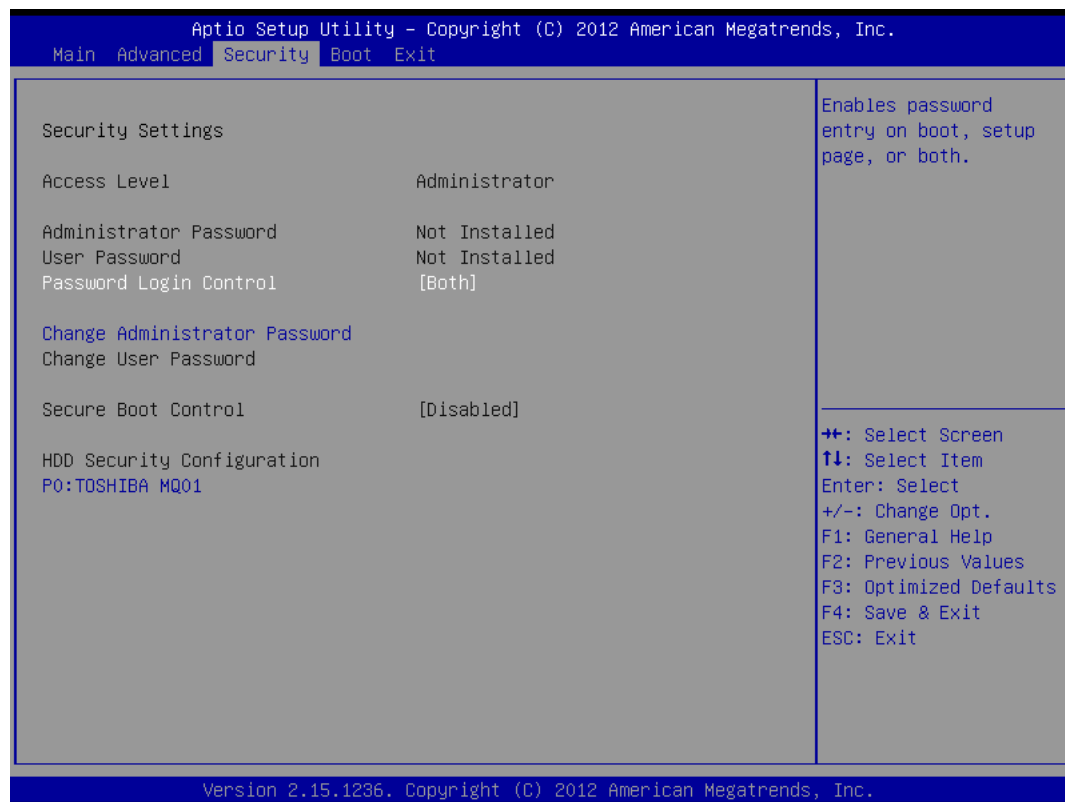 Aptio Setup Utility – Copyright (C) 2012 American Megatrends, Inc.
Main Advanced Security Boot Exit
Security Settings
Access Level Administrator
Administrator Password Not Installed
User Password Not Installed
Password Login Control [Both]
Change Administrator Password
Change User Password
Secure Boot Control [Disabled]
HDD Security Configuration
P0:TOSHIBA MQ01
Enables password
entry on boot, setup
page, or both.
→←: Select Screen
↑↓: Select Item
Enter: Select
+/-: Change Opt.
F1: General Help
F2: Previous Values
F3: Optimized Defaults
F4: Save & Exit
ESC: Exit
Version 2.15.1236. Copyright (C) 2012 American Megatrends, Inc.